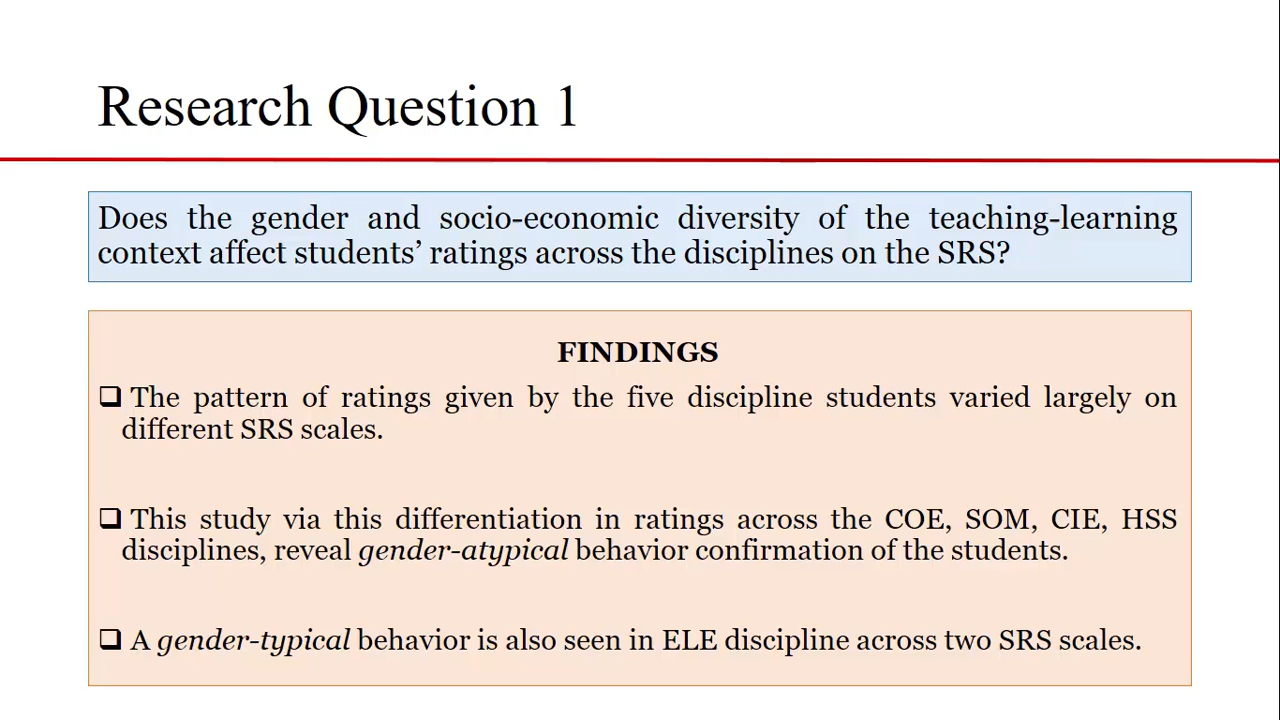 Research Question 1
Does the gender and socio-economic diversity of the teaching-learning
context affect students’ ratings across the disciplines on the SRS?
FINDINGS
❑ The pattern of ratings given by the five discipline students varied largely on
different SRS scales.
❑ This study via this differentiation in ratings across the COE, SOM, CIE, HSS
disciplines, reveal gender-atypical behavior confirmation of the students.
❑ A gender-typical behavior is also seen in ELE discipline across two SRS scales.